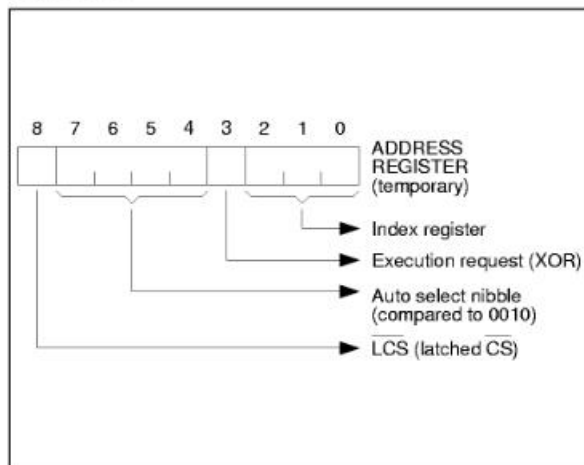 8 7 6 5 4 3 2 1 0
ADDRESS
REGISTER
(temporary)
Index register
Execution request (XOR)
Auto select nibble
(compared to 0010)
LCS (latched CS)